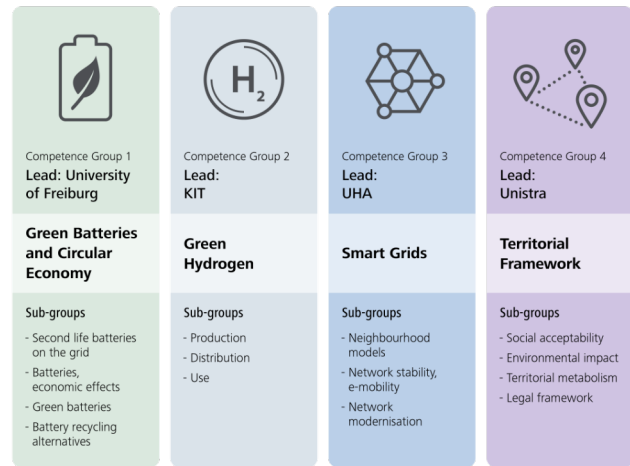 Competence Group 1
Lead: University
of Freiburg
Green Batteries
and Circular
Economy
Sub-groups
- Second life batteries
on the grid
- Batteries,
economic effects
- Green batteries
- Battery recycling
alternatives
H2
Competence Group 2
Lead:
KIT
Green
Hydrogen
Sub-groups
- Production
- Distribution
- Use
Competence Group 3
Lead:
UHA
Smart Grids
Sub-groups
- Neighbourhood
models
- Network stability,
e-mobility
- Network
modernisation
Competence Group 4
Lead:
Unistra
Territorial
Framework
Sub-groups
- Social acceptability
- Environmental impact
- Territorial metabolism
- Legal framework